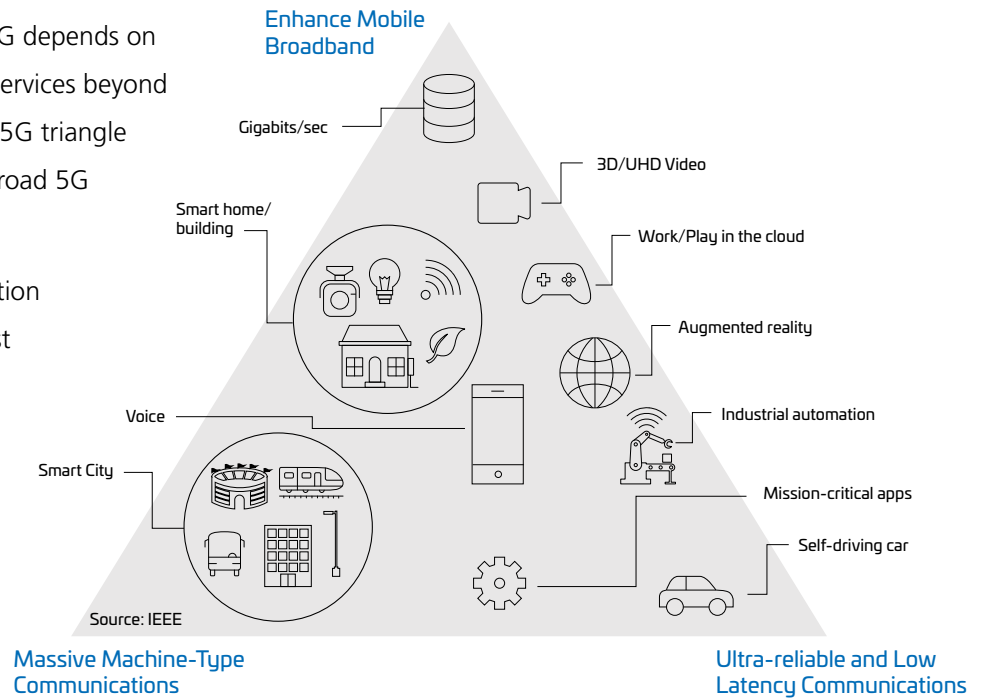 G depends on
ervices beyond
5G triangle
road 5G
tion
st
Enhance Mobile
Broadband
Gigabits/sec
3D/UHD Video
Smart home/
building
Work/Play in the cloud
Augmented reality
Voice
Industrial automation
Smart City
Mission-critical apps
Self-driving car
Source: IEEE
Massive Machine-Type
Communications
Ultra-reliable and Low
Latency Communications